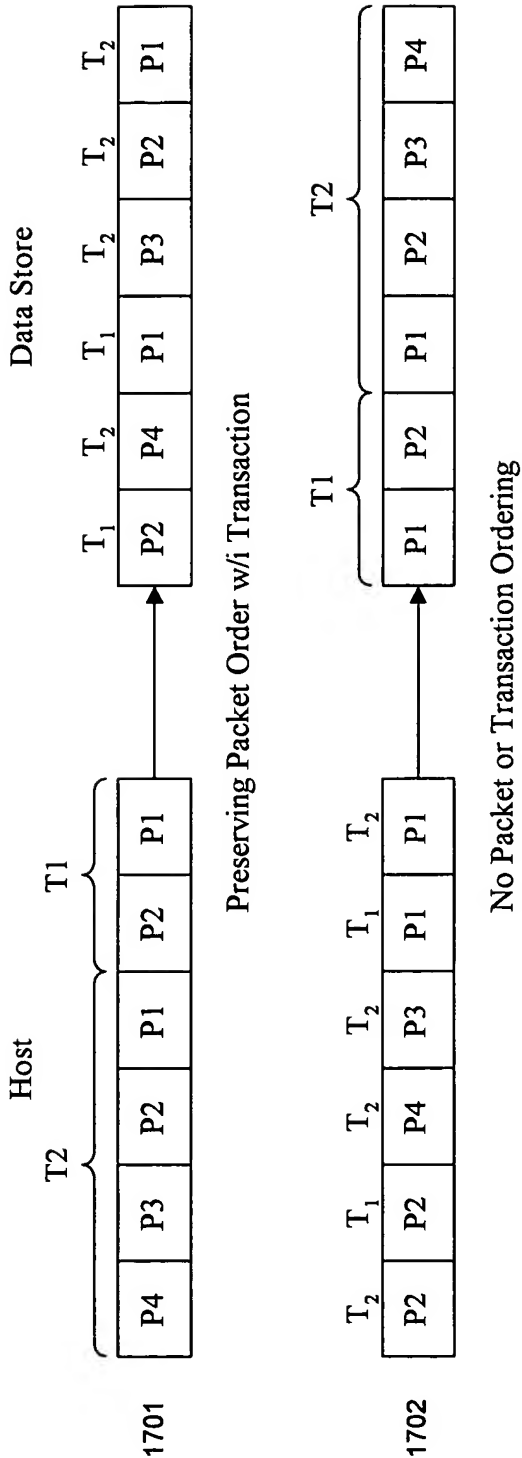 Host Data Store
T2 T1 T₁ T₂ T₁ T₂ T₂ T₂
1701 P4 P3 P2 P1 P2 P1 P2 P4 P1 P3 P2 P1
Preserving Packet Order w/i Transaction
T₂ T₁ T₂ T₂ T₁ T₂ T1 T2
1702 P2 P2 P4 P3 P1 P1 P1 P2 P1 P2 P3 P4
No Packet or Transaction Ordering